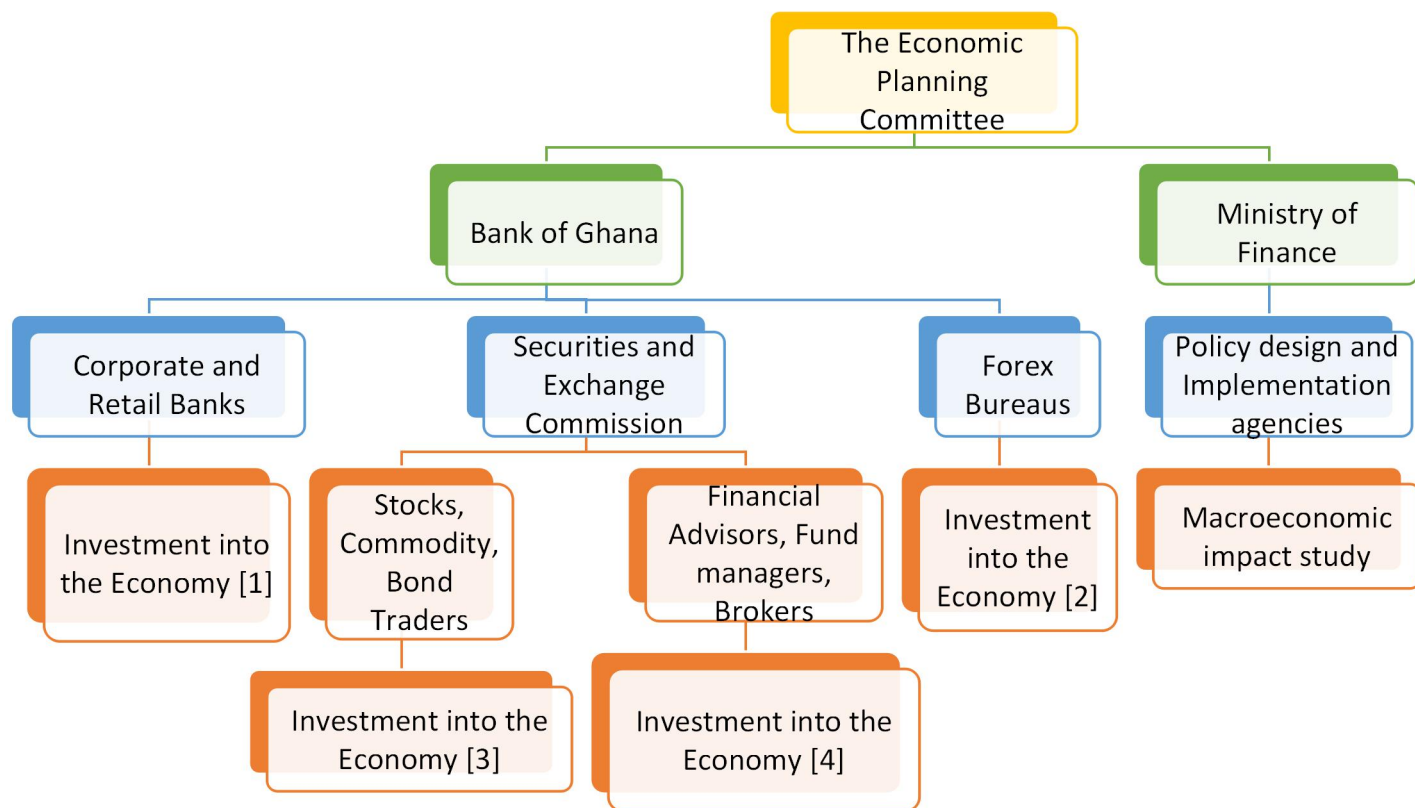 The Economic
Planning
Committee
Bank of Ghana
Ministry of
Finance
Corporate and
Retail Banks
Securities and
Exchange
Commission
Forex
Bureaus
Policy design and
Implementation
agencies
Investment into
the Economy [1]
Stocks,
Commodity,
Bond
Traders
Financial
Advisors, Fund
managers,
Brokers
Investment
into the
Economy [2]
Macroeconomic
impact study
Investment into the
Economy [3]
Investment into the
Economy [4]